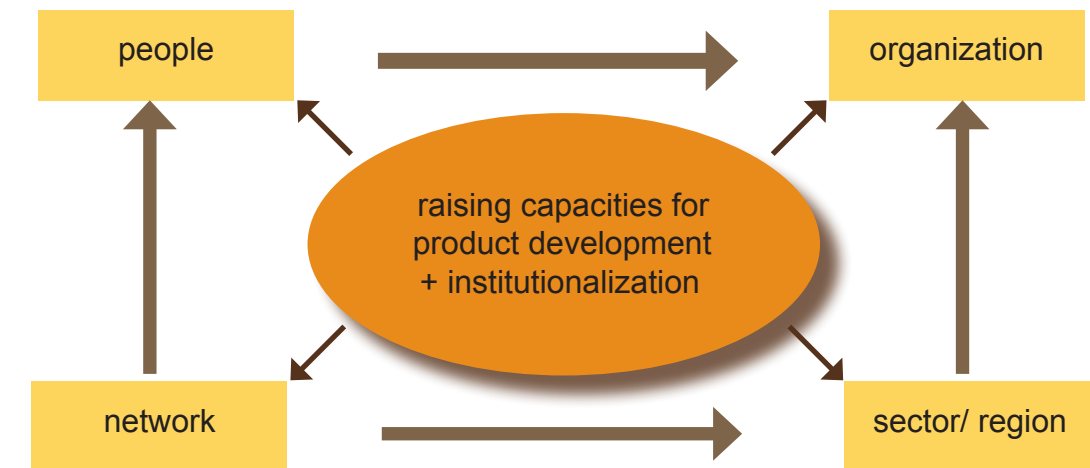 people
organization
raising capacities for
product development
+ institutionalization
network
sector/ region